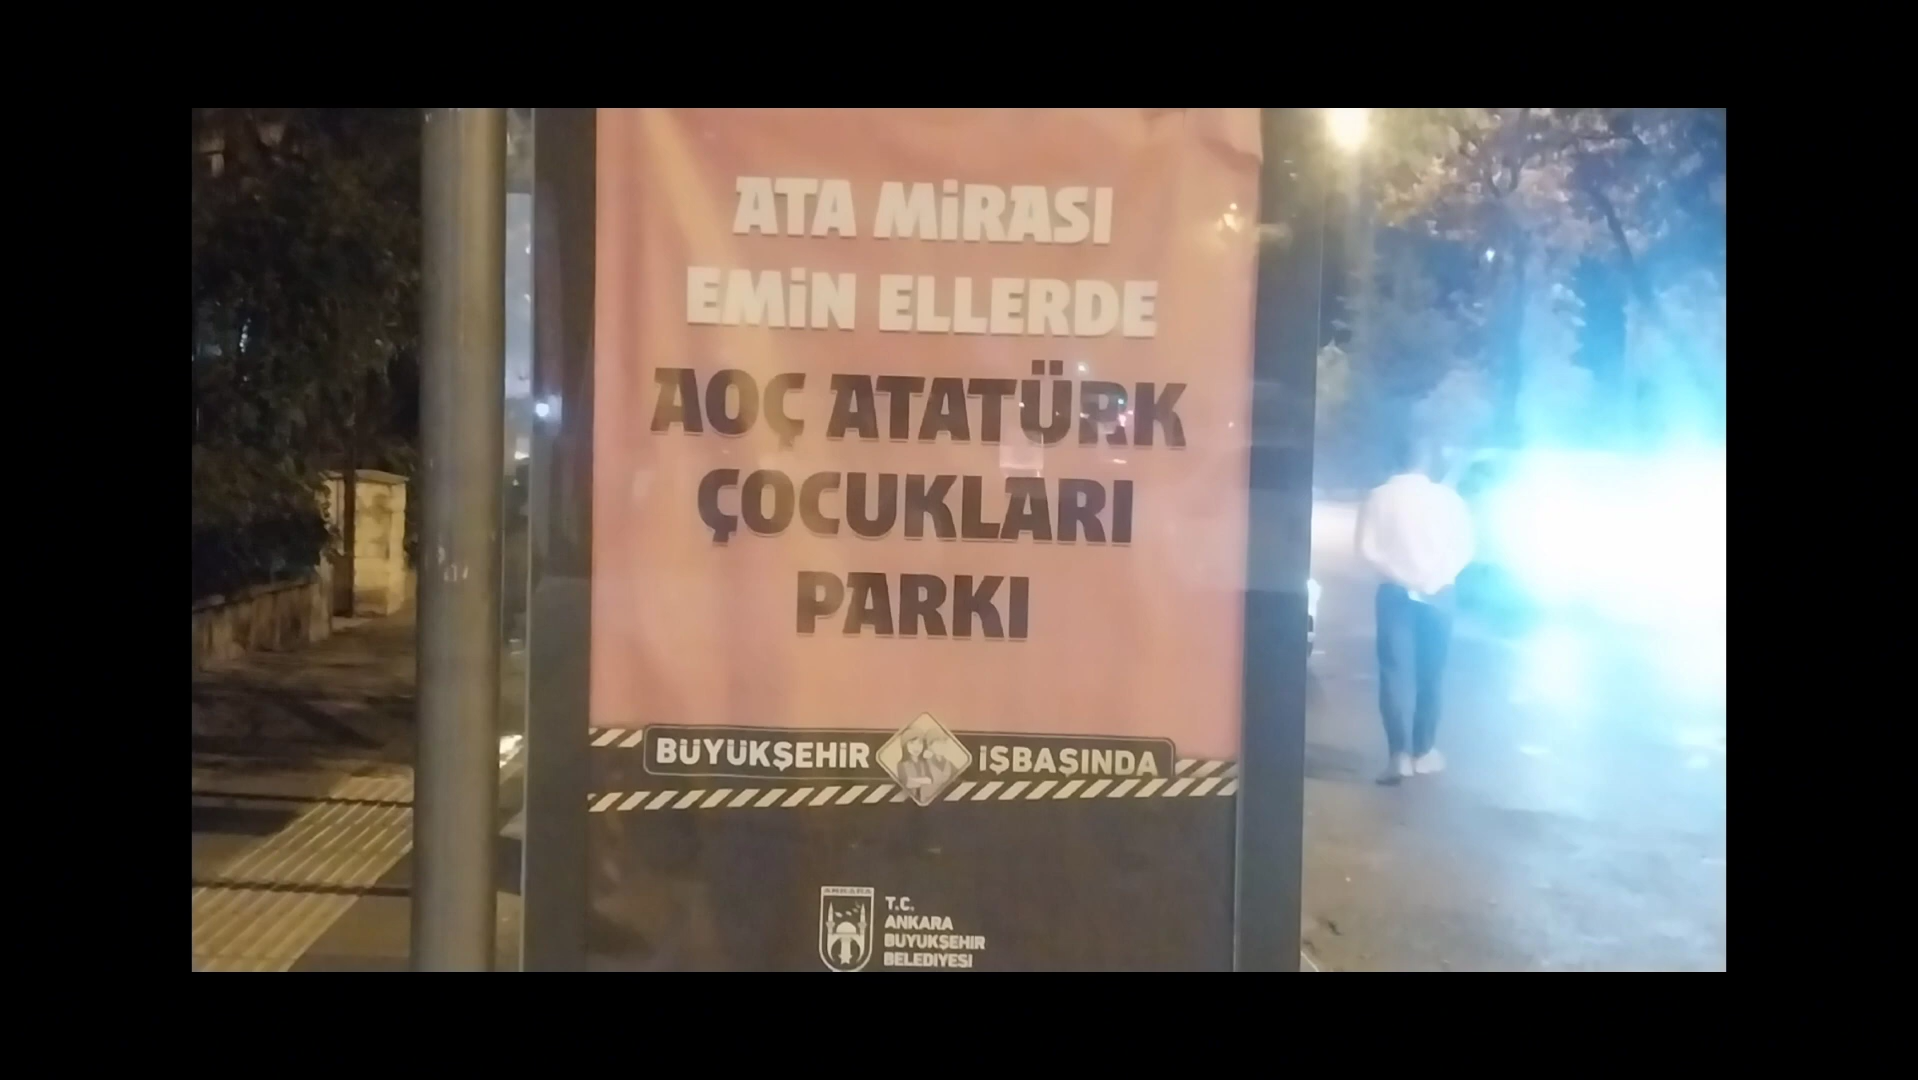 ATA MİRASI
EMİN ELLERDE
AOÇ ATATÜRK
ÇOCUKLARI
PARKI
BÜYÜKŞEHİR İŞBAŞINDA
ANKARA
T.C.
ANKARA
BÜYÜKŞEHİR
BELEDİYESİ